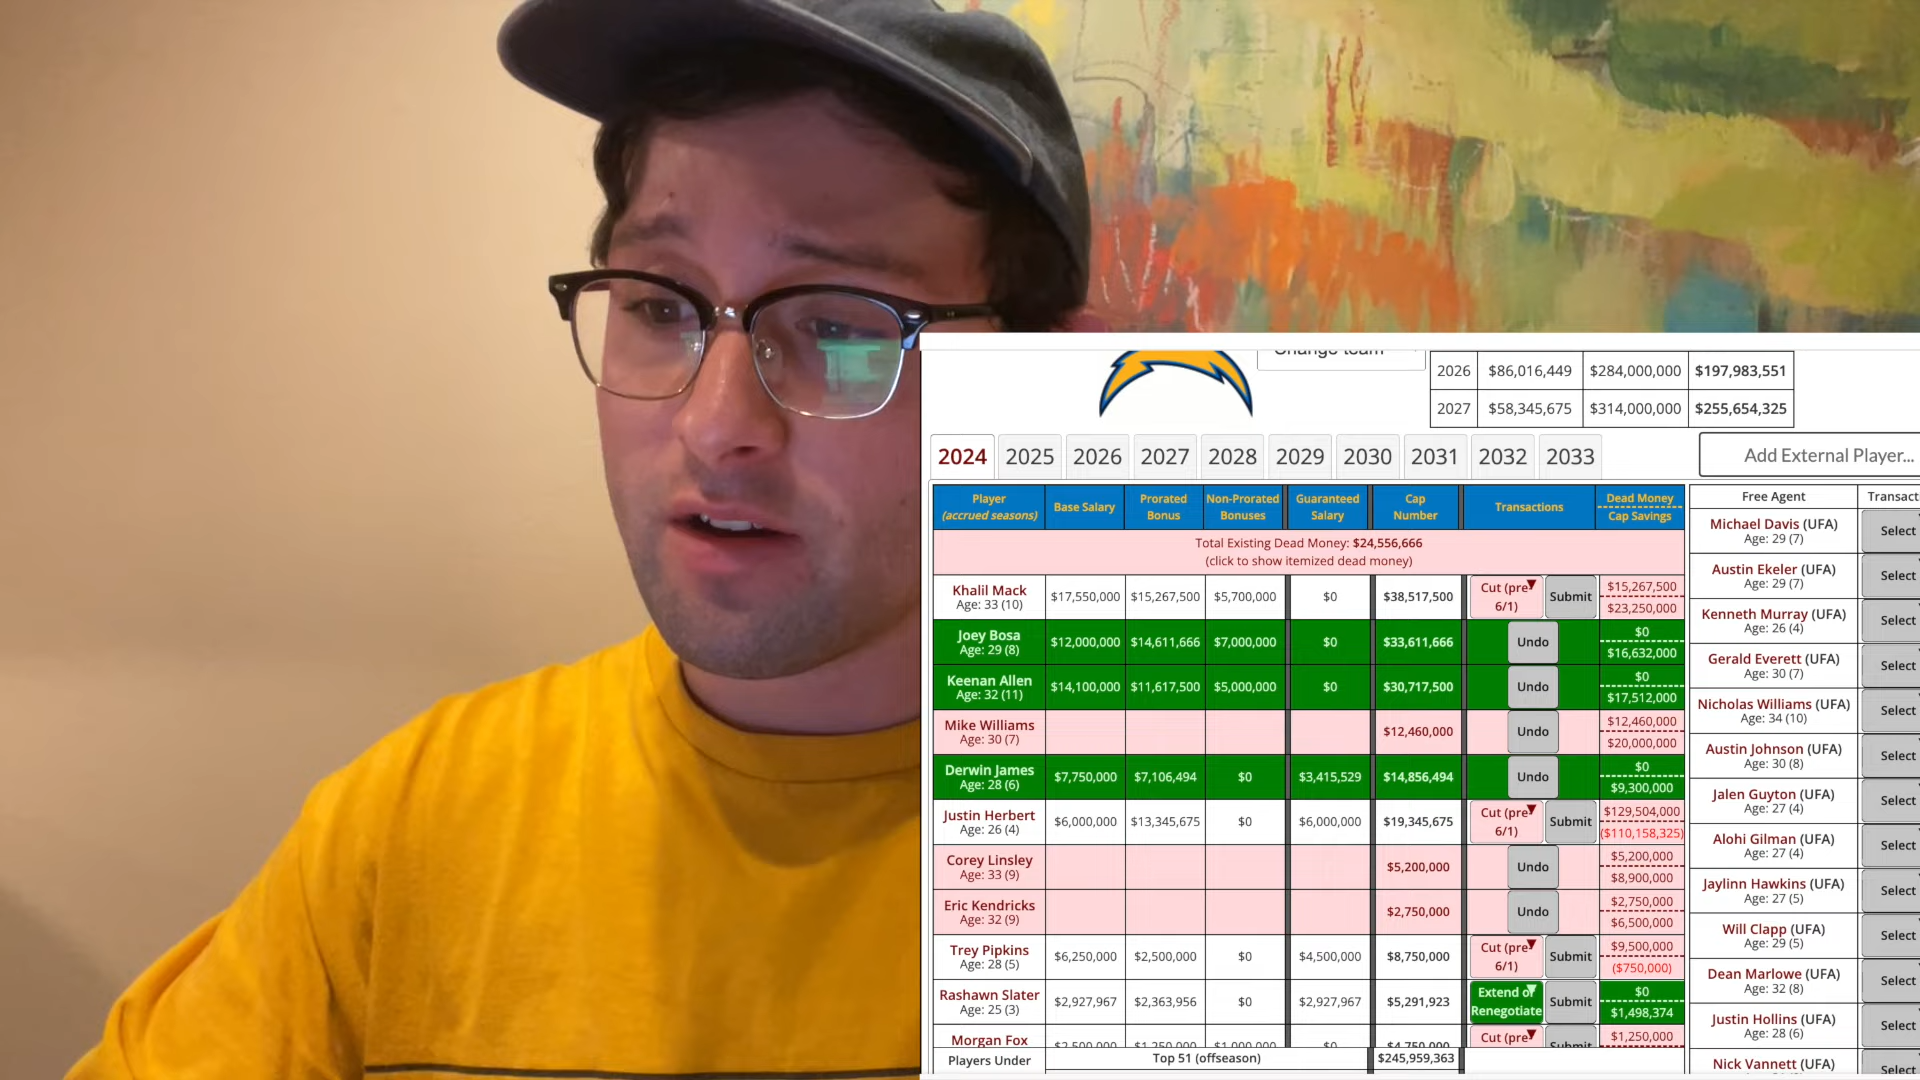 Change team
2026 $86,016,449 $284,000,000 $197,983,551
2027 $58,345,675 $314,000,000 $255,654,325
2024 2025 2026 2027 2028 2029 2030 2031 2032 2033
Add External Player...
Player (accrued seasons) Base Salary Prorated Bonus Non-Prorated Bonuses Guaranteed Salary Cap Number Transactions Dead Money Cap Savings
Total Existing Dead Money: $24,556,666
(click to show itemized dead money)
Khalil Mack Age: 33 (10) $17,550,000 $15,267,500 $5,700,000 $0 $38,517,500 Cut (pre 6/1) Submit $15,267,500 $23,250,000
Joey Bosa Age: 29 (8) $12,000,000 $14,611,666 $7,000,000 $0 $33,611,666 Undo $0 $16,632,000
Keenan Allen Age: 32 (11) $14,100,000 $11,617,500 $5,000,000 $0 $30,717,500 Undo $0 $17,512,000
Mike Williams Age: 30 (7) $12,460,000 Undo $12,460,000 $20,000,000
Derwin James Age: 28 (6) $7,750,000 $7,106,494 $0 $3,415,529 $14,856,494 Undo $0 $9,300,000
Justin Herbert Age: 26 (4) $6,000,000 $13,345,675 $0 $6,000,000 $19,345,675 Cut (pre 6/1) Submit $129,504,000 ($110,158,325)
Corey Linsley Age: 33 (9) $5,200,000 Undo $5,200,000 $8,900,000
Eric Kendricks Age: 32 (9) $2,750,000 Undo $2,750,000 $6,500,000
Trey Pipkins Age: 28 (5) $6,250,000 $2,500,000 $0 $4,500,000 $8,750,000 Cut (pre 6/1) Submit $9,500,000 ($750,000)
Rashawn Slater Age: 25 (3) $2,927,967 $2,363,956 $0 $2,927,967 $5,291,923 Extend or Renegotiate Submit $0 $1,498,374
Morgan Fox $2,500,000 $1,250,000 $1,000,000 $0 $4,750,000 Cut (pre Submit $1,250,000
Players Under Top 51 (offseason) $245,959,363
Free Agent Transact
Michael Davis (UFA) Age: 29 (7) Select
Austin Ekeler (UFA) Age: 29 (7) Select
Kenneth Murray (UFA) Age: 26 (4) Select
Gerald Everett (UFA) Age: 30 (7) Select
Nicholas Williams (UFA) Age: 34 (10) Select
Austin Johnson (UFA) Age: 30 (8) Select
Jalen Guyton (UFA) Age: 27 (4) Select
Alohi Gilman (UFA) Age: 27 (4) Select
Jaylinn Hawkins (UFA) Age: 27 (5) Select
Will Clapp (UFA) Age: 29 (5) Select
Dean Marlowe (UFA) Age: 32 (8) Select
Justin Hollins (UFA) Age: 28 (6) Select
Nick Vannett (UFA) Select